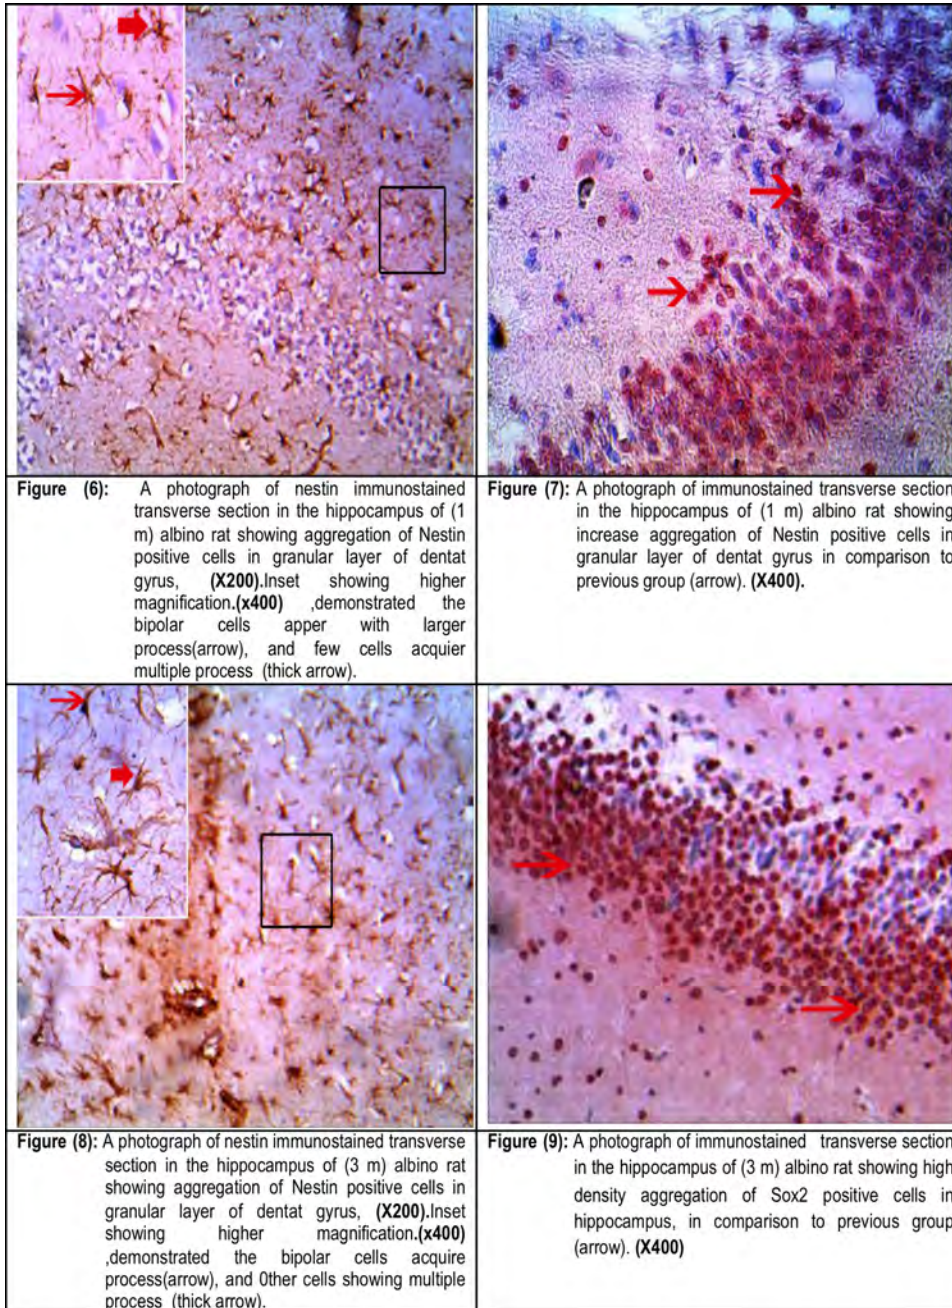 Figure (6): A photograph of nestin immunostained
transverse section in the hippocampus of (1
m) albino rat showing aggregation of Nestin
positive cells in granular layer of dentat
gyrus, (X200).Inset showing higher
magnification.(x400) ,demonstrated the
bipolar cells apper with larger
process(arrow), and few cells acquier
multiple process (thick arrow).
Figure (7): A photograph of immunostained transverse section
in the hippocampus of (1 m) albino rat showing
increase aggregation of Nestin positive cells in
granular layer of dentat gyrus in comparison to
previous group (arrow). (X400).
Figure (8): A photograph of nestin immunostained transverse
section in the hippocampus of (3 m) albino rat
showing aggregation of Nestin positive cells in
granular layer of dentat gyrus, (X200).Inset
showing higher magnification.(x400)
,demonstrated the bipolar cells acquire
process(arrow), and 0ther cells showing multiple
process (thick arrow).
Figure (9): A photograph of immunostained transverse section
in the hippocampus of (3 m) albino rat showing high
density aggregation of Sox2 positive cells in
hippocampus, in comparison to previous group
(arrow). (X400)